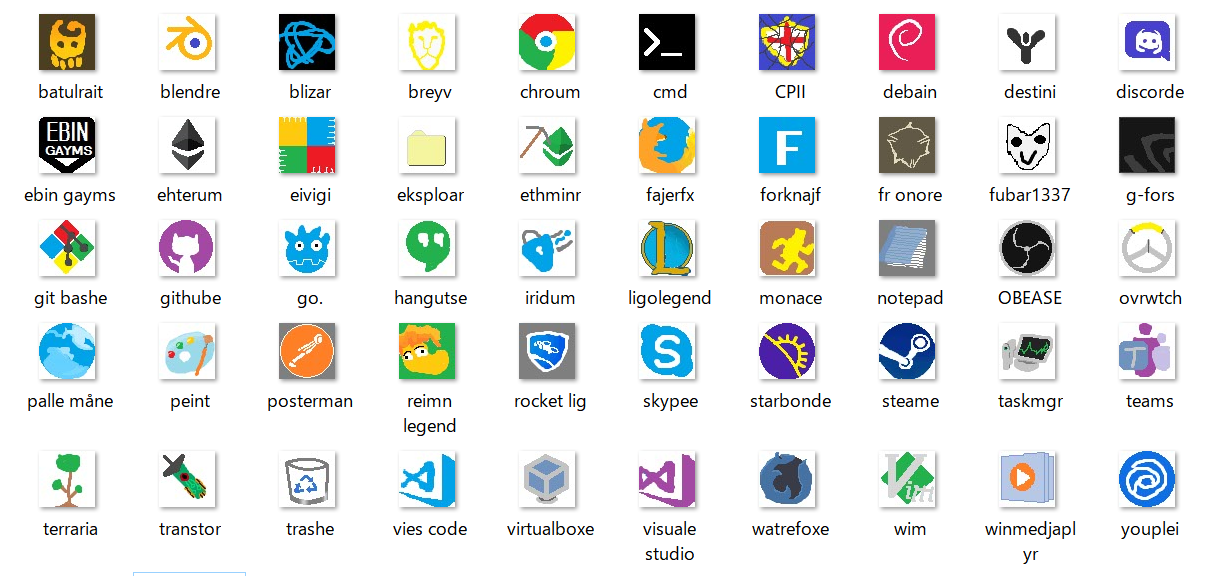 batulrait blendre blizar breyv chroum cmd CPII debain destini discorde
EBIN
GAYMS
F
ebin gayms ehterum eivigi eksploar ethminr fajerfx forknajf fr onore fubar1337 g-fors
L
git bashe githube go. hangutse iridum ligolegend monace notepad OBEASE ovrwtch
S
T
palle måne peint posterman reimn rocket lig skypee starbonde steame taskmgr teams
legend
Vim
terraria transtor trashe vies code virtualboxe visuale watrefoxe wim winmedjapl youplei
studio yr